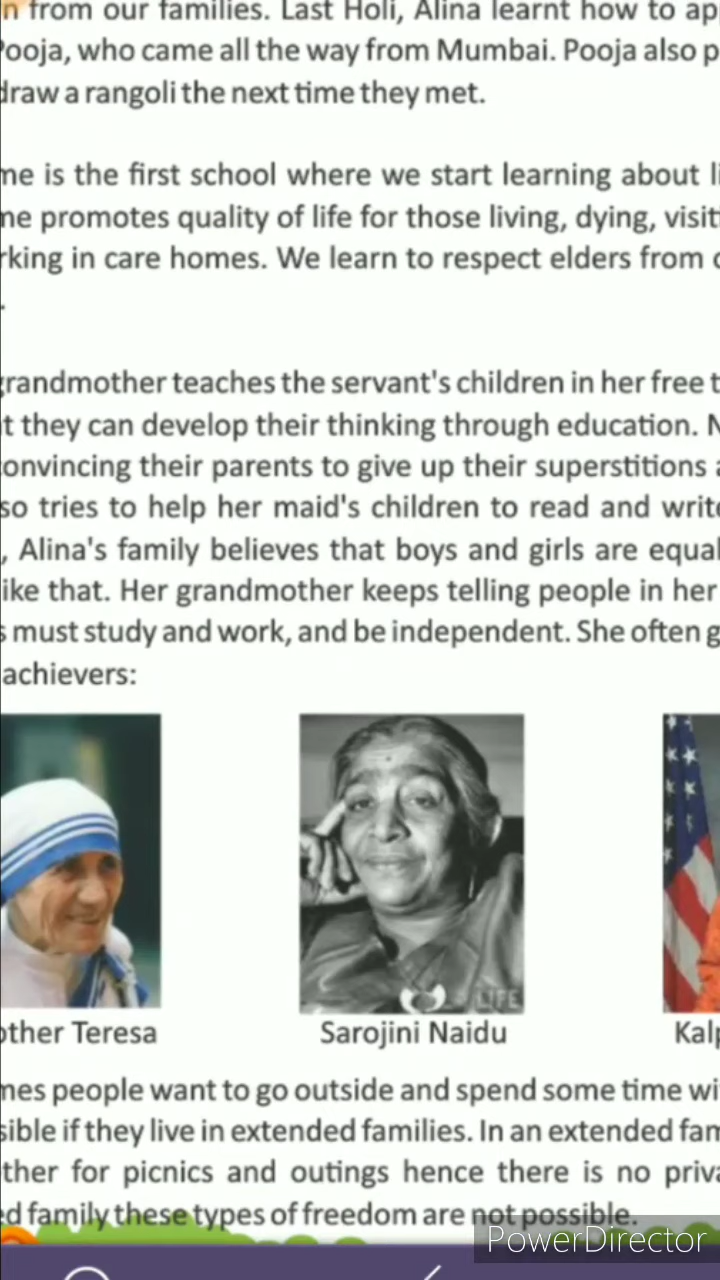 n from our families. Last Holi, Alina learnt how to ap
Pooja, who came all the way from Mumbai. Pooja also p
draw a rangoli the next time they met.
me is the first school where we start learning about li
me promotes quality of life for those living, dying, visiti
rking in care homes. We learn to respect elders from o
.
grandmother teaches the servant's children in her free t
t they can develop their thinking through education. N
convincing their parents to give up their superstitions a
so tries to help her maid's children to read and write
, Alina's family believes that boys and girls are equal
ike that. Her grandmother keeps telling people in her
s must study and work, and be independent. She often g
achievers:
LIFE
other Teresa
Sarojini Naidu
Kalp
mes people want to go outside and spend some time wi
sible if they live in extended families. In an extended fam
ther for picnics and outings hence there is no priva
d family these types of freedom are not possible.
PowerDirector